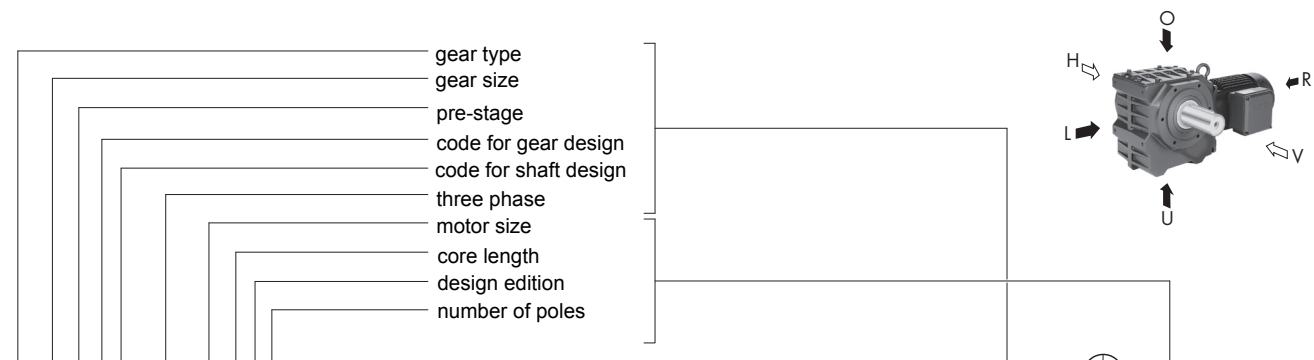 gear type
gear size
pre-stage
code for gear design
code for shaft design
three phase
motor size
core length
design edition
number of poles
O
H
R
L
V
U